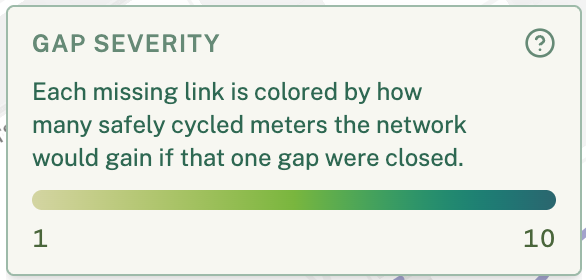 GAP SEVERITY
?
Each missing link is colored by how
many safely cycled meters the network
would gain if that one gap were closed.
1 10